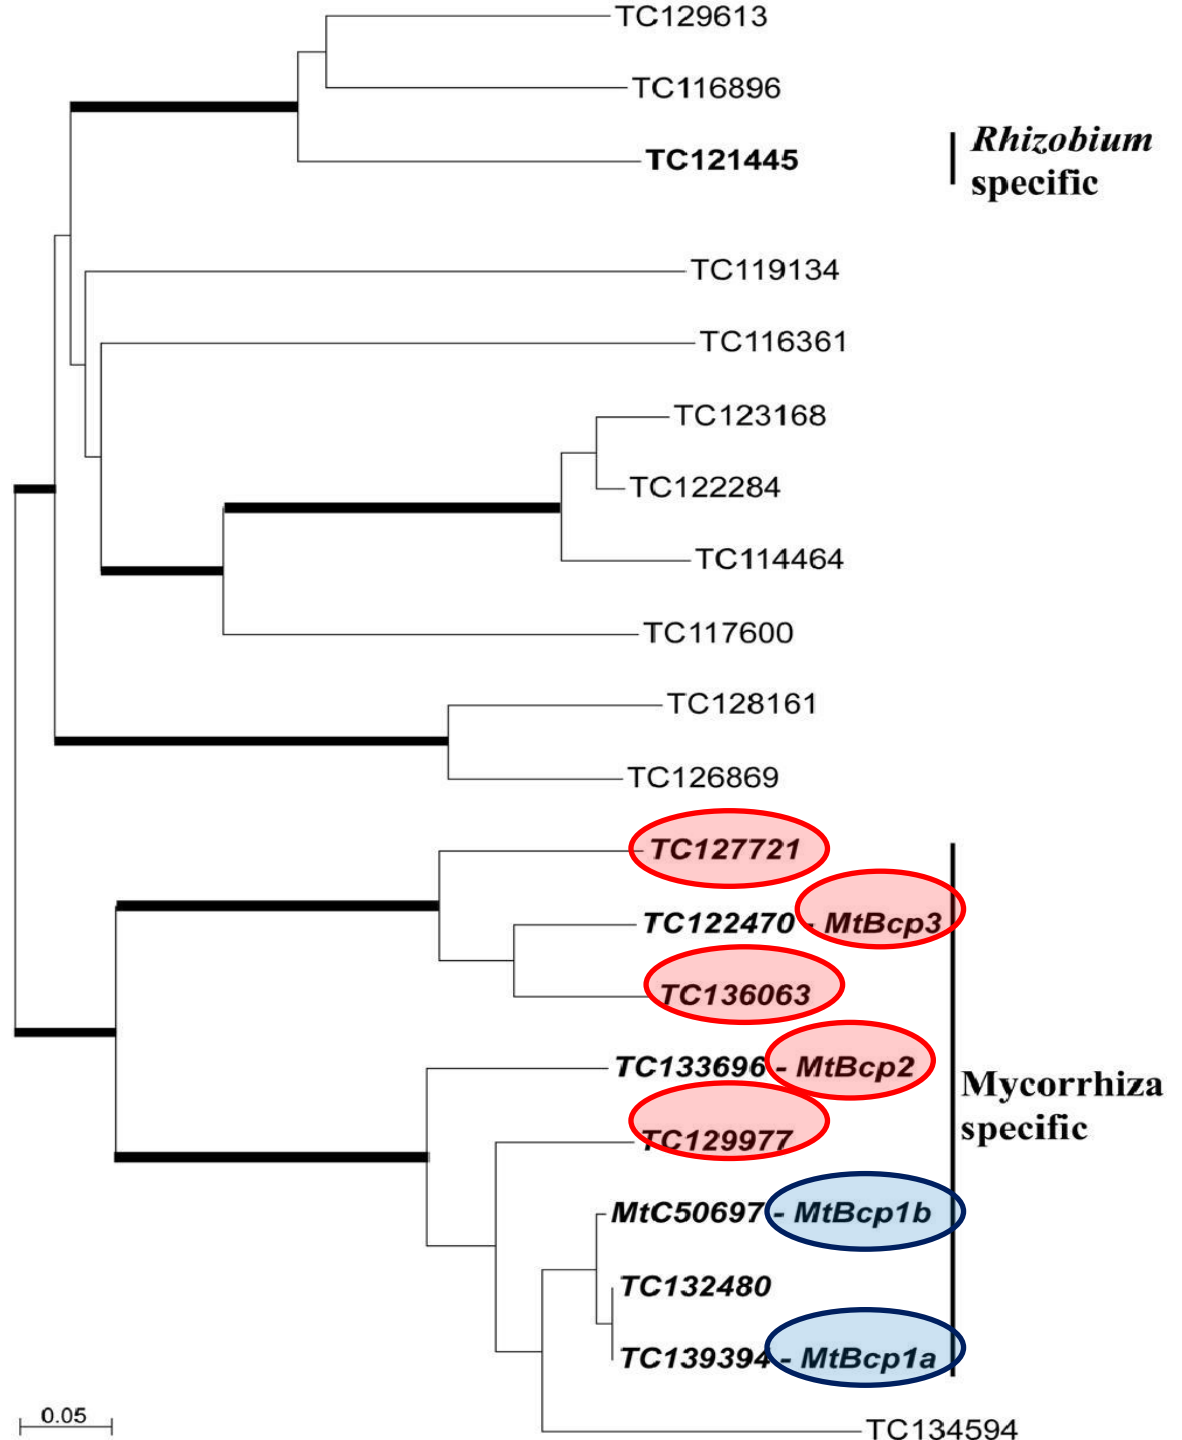 TC129613
TC116896
TC121445
Rhizobium
specific
TC119134
TC116361
TC123168
TC122284
TC114464
TC117600
TC128161
TC126869
TC127721
TC122470 - MtBcp3
TC136063
TC133696 - MtBcp2
Mycorrhiza
specific
TC129977
MtC50697 - MtBcp1b
TC132480
TC139394 - MtBcp1a
0.05
TC134594